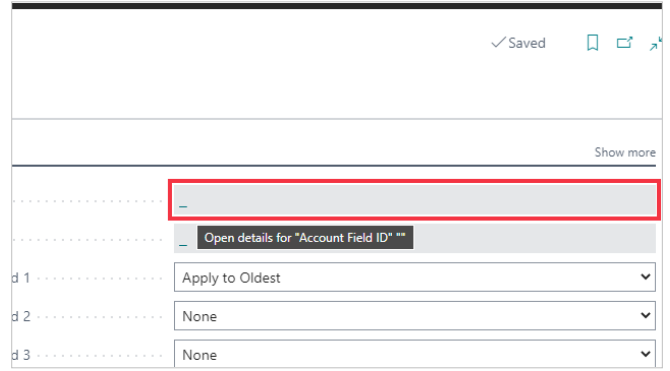 Saved
Show more
_
_ Open details for "Account Field ID" ""
d 1 Apply to Oldest
d 2 None
d 3 None